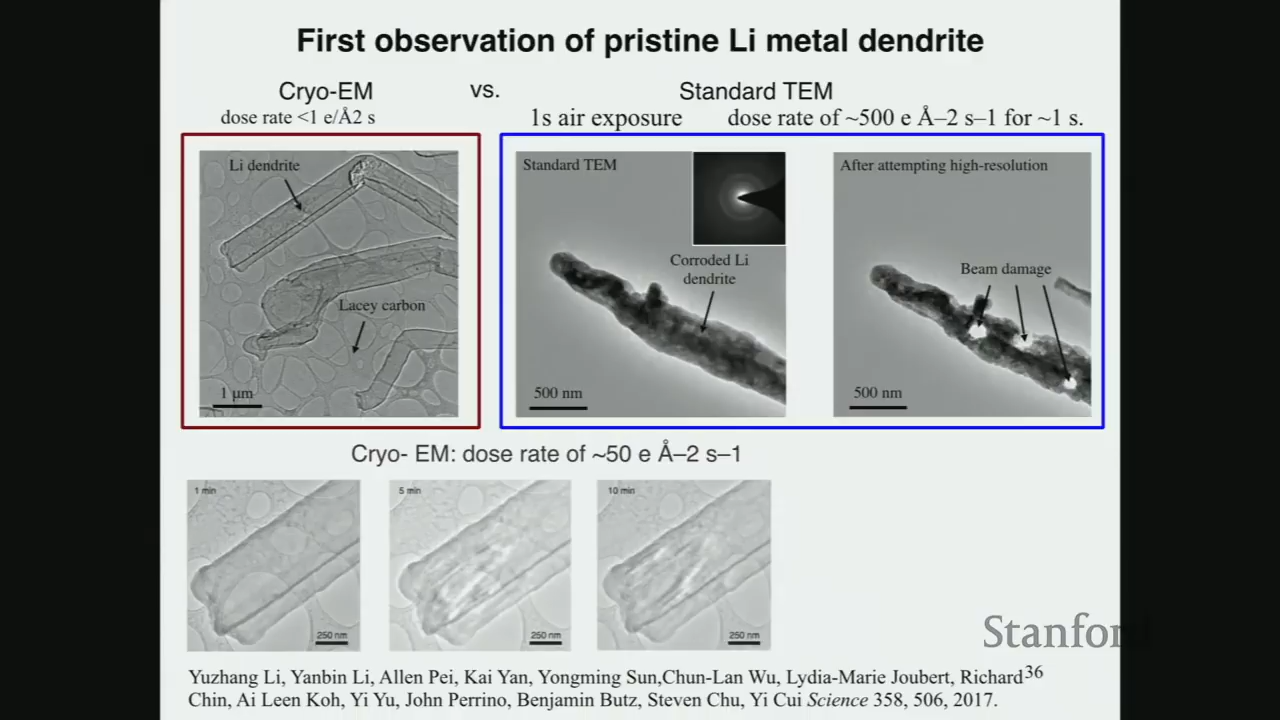 First observation of pristine Li metal dendrite
Cryo-EM
vs.
Standard TEM
dose rate <1 e/Å2 s
1s air exposure
dose rate of ~500 e Å–2 s–1 for ~1 s.
Li dendrite
Lacey carbon
1 μm
Standard TEM
Corroded Li
dendrite
500 nm
After attempting high-resolution
Beam damage
500 nm
Cryo- EM: dose rate of ~50 e Å–2 s–1
1 min
250 nm
5 min
250 nm
10 min
250 nm
Stanford
Yuzhang Li, Yanbin Li, Allen Pei, Kai Yan, Yongming Sun,Chun-Lan Wu, Lydia-Marie Joubert, Richard
36
Chin, Ai Leen Koh, Yi Yu, John Perrino, Benjamin Butz, Steven Chu, Yi Cui Science 358, 506, 2017.